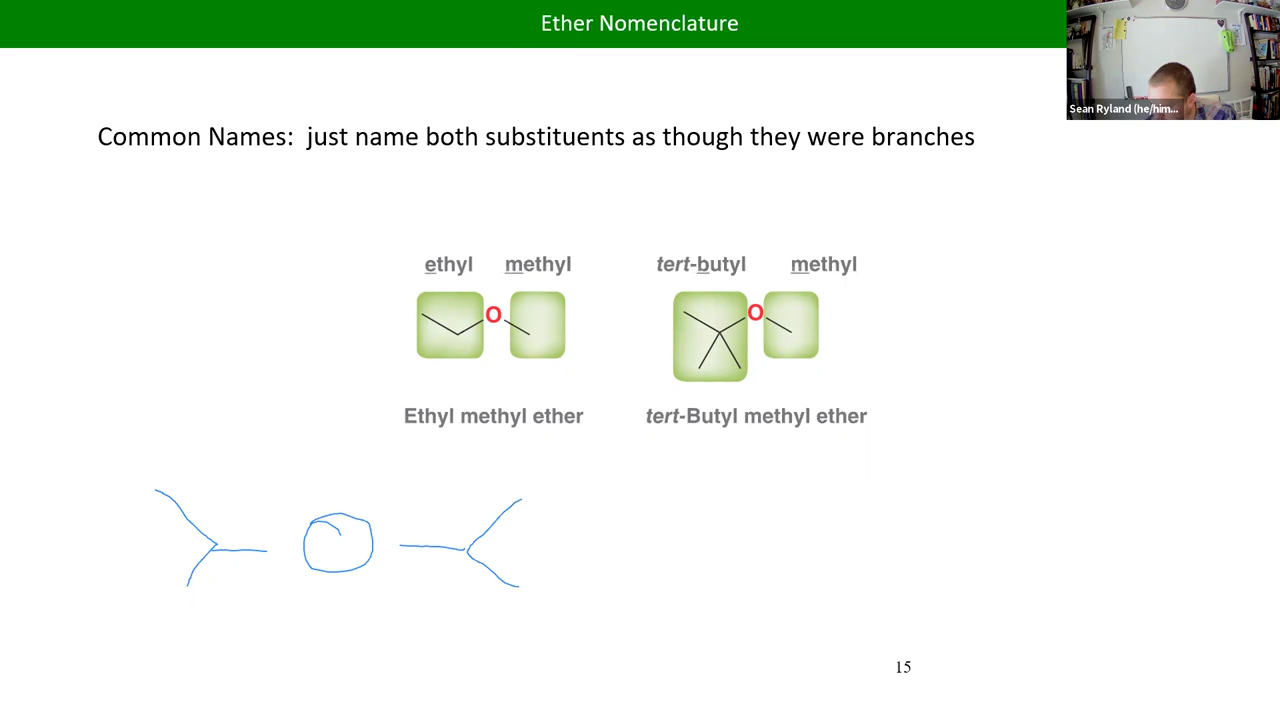 Ether Nomenclature
Sean Ryland (he/him...
Common Names: just name both substituents as though they were branches
ethyl methyl tert-butyl methyl
O O
Ethyl methyl ether tert-Butyl methyl ether
O
15